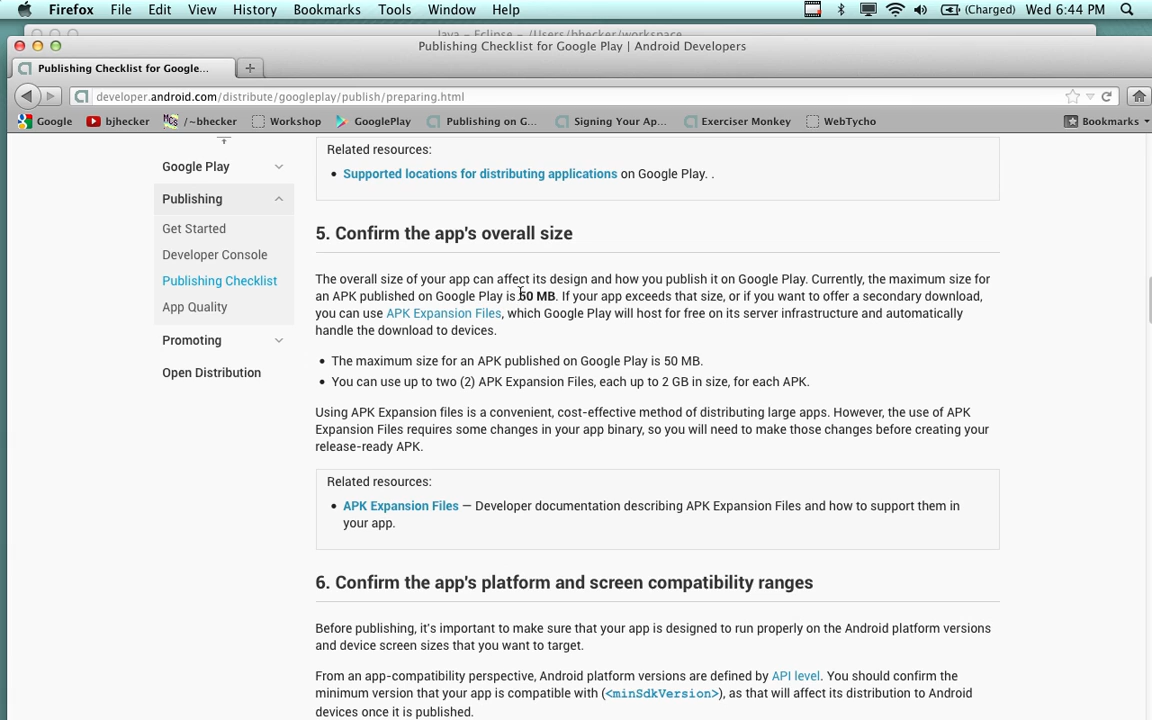 Firefox File Edit View History Bookmarks Tools Window Help (Charged) Wed 6:44 PM
Java – Eclipse – /Users/bhecker/workspace
Publishing Checklist for Google Play | Android Developers
Publishing Checklist for Google...
developer.android.com/distribute/googleplay/publish/preparing.html
Google bjhecker /~bhecker Workshop GooglePlay Publishing on G... Signing Your Ap... Exerciser Monkey WebTycho Bookmarks
Google Play
Publishing
Get Started
Developer Console
Publishing Checklist
App Quality
Promoting
Open Distribution
Related resources:
• Supported locations for distributing applications on Google Play. .
5. Confirm the app's overall size
The overall size of your app can affect its design and how you publish it on Google Play. Currently, the maximum size for
an APK published on Google Play is 50 MB. If your app exceeds that size, or if you want to offer a secondary download,
you can use APK Expansion Files, which Google Play will host for free on its server infrastructure and automatically
handle the download to devices.
• The maximum size for an APK published on Google Play is 50 MB.
• You can use up to two (2) APK Expansion Files, each up to 2 GB in size, for each APK.
Using APK Expansion files is a convenient, cost-effective method of distributing large apps. However, the use of APK
Expansion Files requires some changes in your app binary, so you will need to make those changes before creating your
release-ready APK.
Related resources:
• APK Expansion Files — Developer documentation describing APK Expansion Files and how to support them in
your app.
6. Confirm the app's platform and screen compatibility ranges
Before publishing, it's important to make sure that your app is designed to run properly on the Android platform versions
and device screen sizes that you want to target.
From an app-compatibility perspective, Android platform versions are defined by API level. You should confirm the
minimum version that your app is compatible with (<minSdkVersion>), as that will affect its distribution to Android
devices once it is published.